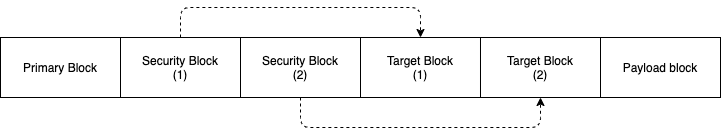 Primary Block
Security Block
(1)
Security Block
(2)
Target Block
(1)
Target Block
(2)
Payload block